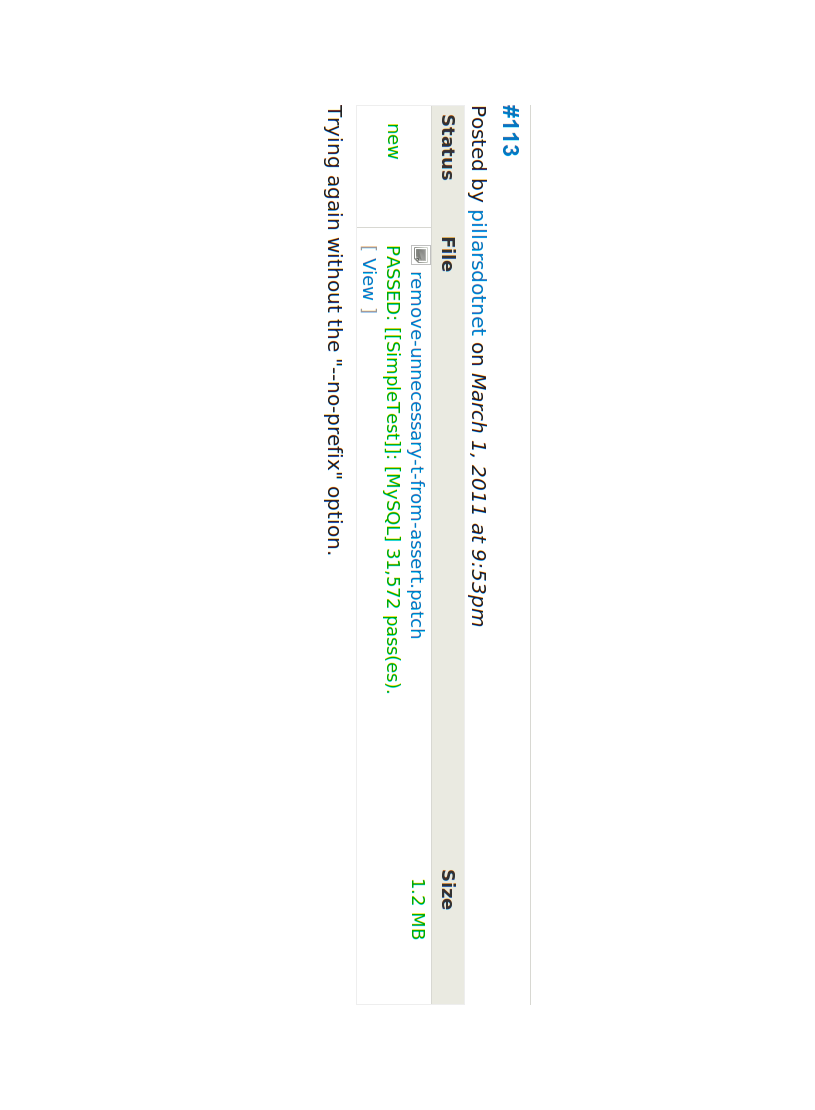 #113
Posted by pillarsdotnet on March 1, 2011 at 9:53pm
Status File Size
new remove-unnecessary-t-from-assert.patch 1.2 MB
PASSED: [[SimpleTest]]: [MySQL] 31,572 pass(es).
[ View ]
Trying again without the "--no-prefix" option.